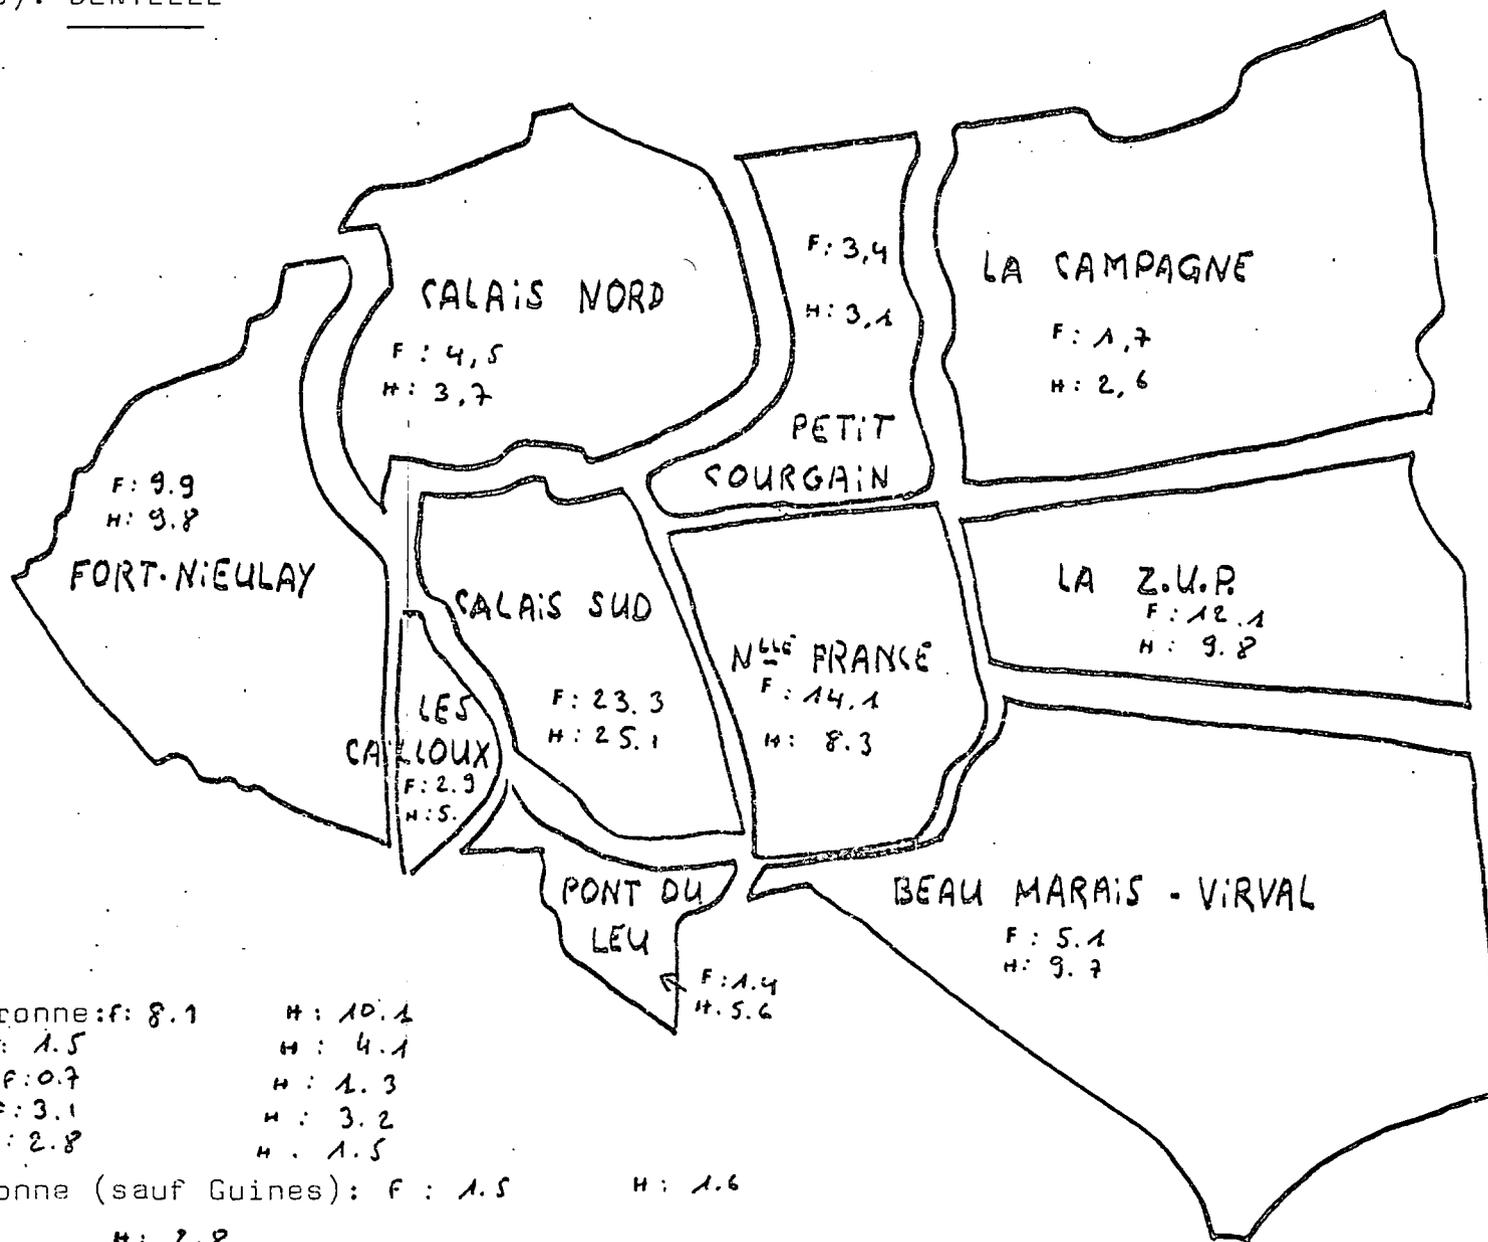 CALAiS NORD
F : 4,5
H : 3,7
F : 3,4
H : 3,1
PETiT
COURGAiN
LA CAMPAGNE
F : 1,7
H : 2,6
F : 9.9
H : 9.8
FORT-NiEULAY
CALAiS SUD
F : 23.3
H : 25.1
LES
CAiLLOUX
F : 2.9
H : 5.
Nlle FRANCE
F : 14.1
H : 8.3
LA Z.U.P.
F : 12.1
H : 9.8
PONT DU
LEU
F : 1.4
H. 5.6
BEAU MARAiS - ViRVAL
F : 5.1
H : 9.7
ronne:f: 8.1 H : 10.1
: 1.5 H : 4.1
F : 0.7 H : 1.3
F : 3.1 H : 3.2
: 2.8 H . 1.5
onne (sauf Guines): F : 1.5 H : 1.6
H : 2.8